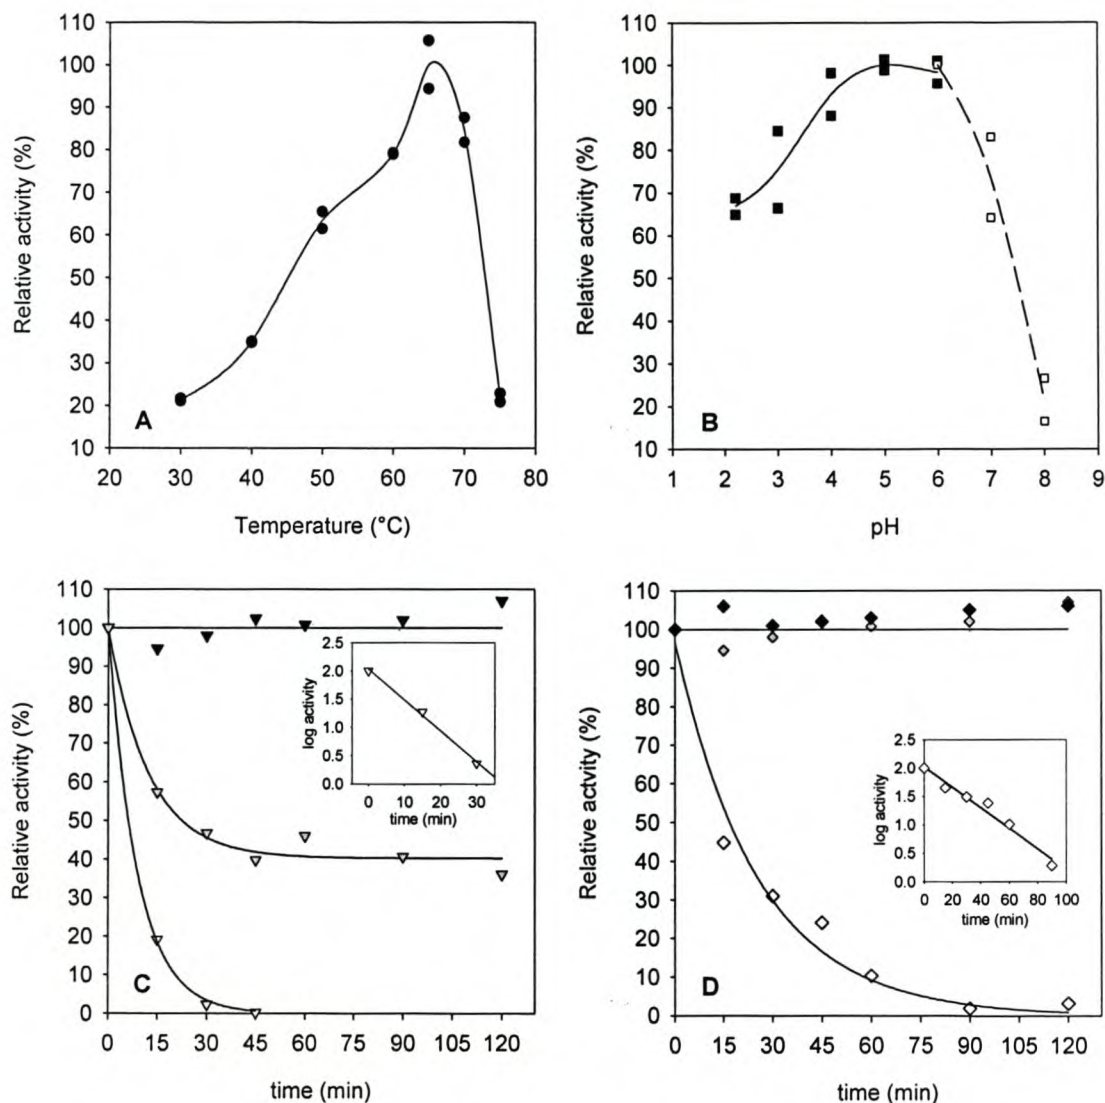 110
100
90
80
70
60
50
40
30
20
10
Relative activity (%)
A
20 30 40 50 60 70 80
Temperature (°C)
110
100
90
80
70
60
50
40
30
20
10
Relative activity (%)
B
1 2 3 4 5 6 7 8 9
pH
110
100
90
80
70
60
50
40
30
20
10
0
Relative activity (%)
2.5
2.0
1.5
1.0
0.5
0.0
log activity
0 10 20 30
time (min)
C
0 15 30 45 60 75 90 105 120
time (min)
110
100
90
80
70
60
50
40
30
20
10
0
Relative actvity (%)
2.5
2.0
1.5
1.0
0.5
0.0
log activity
0 20 40 60 80 100
time (min)
D
0 15 30 45 60 75 90 105 120
time (min)